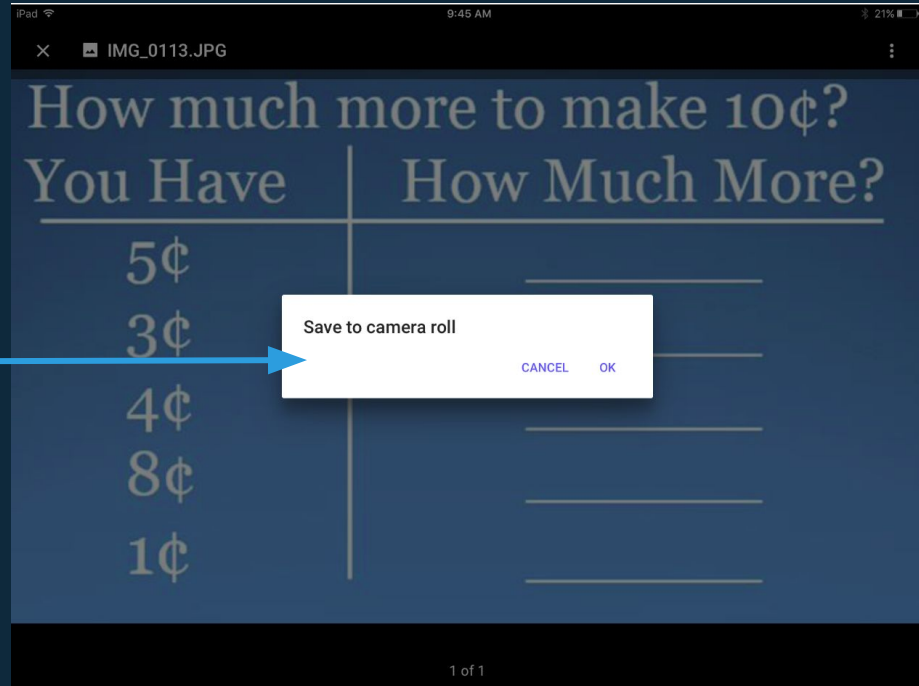 iPad 9:45 AM 21%
IMG_0113.JPG
How much more to make 10¢?
You Have How Much More?
5¢
3¢
Save to camera roll
CANCEL OK
4¢
8¢
1¢
1 of 1